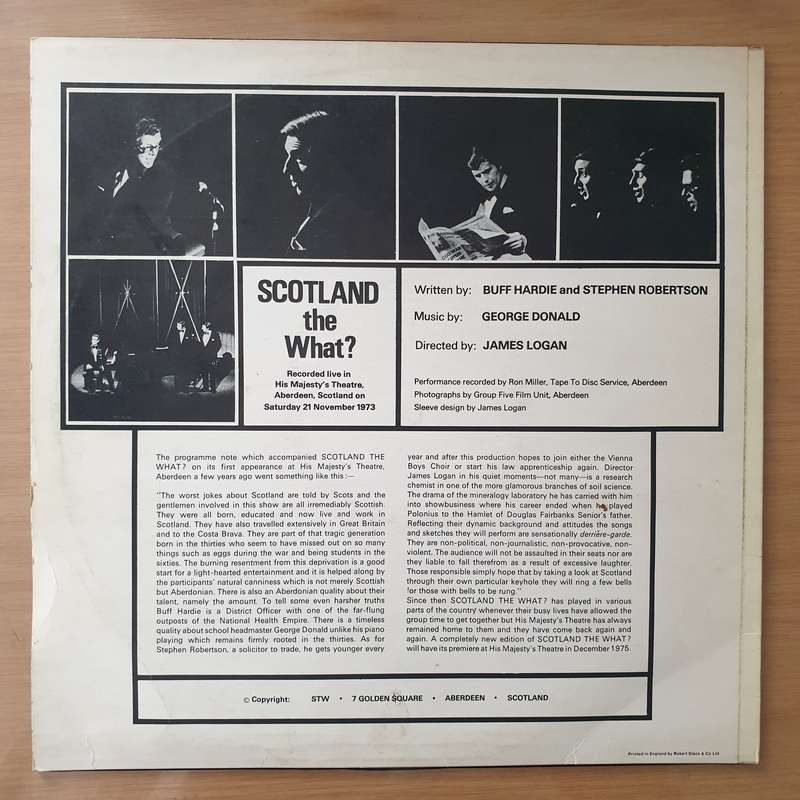 SCOTLAND
the
What?
Recorded live in
His Majesty's Theatre,
Aberdeen, Scotland on
Saturday 21 November 1973
Written by: BUFF HARDIE and STEPHEN ROBERTSON
Music by: GEORGE DONALD
Directed by: JAMES LOGAN
Performance recorded by Ron Miller, Tape To Disc Service, Aberdeen
Photographs by Group Five Film Unit, Aberdeen
Sleeve design by James Logan
The programme note which accompanied SCOTLAND THE
WHAT? on its first appearance at His Majesty's Theatre,
Aberdeen a few years ago went something like this:—
"The worst jokes about Scotland are told by Scots and the
gentlemen involved in this show are all irremediably Scottish.
They were all born, educated and now live and work in
Scotland. They have also travelled extensively in Great Britain
and to the Costa Brava. They are part of that tragic generation
born in the thirties who seem to have missed out on so many
things such as eggs during the war and being students in the
sixties. The burning resentment from this deprivation is a good
start for a light-hearted entertainment and it is helped along by
the participants' natural canniness which is not merely Scottish
but Aberdonian. There is also an Aberdonian quality about their
talent, namely the amount. To tell some even harsher truths
Buff Hardie is a District Officer with one of the far-flung
outposts of the National Health Empire. There is a timeless
quality about school headmaster George Donald unlike his piano
playing which remains firmly rooted in the thirties. As for
Stephen Robertson, a solicitor to trade, he gets younger every
year and after this production hopes to join either the Vienna
Boys Choir or start his law apprenticeship again. Director
James Logan in his quiet moments—not many—is a research
chemist in one of the more glamorous branches of soil science.
The drama of the mineralogy laboratory he has carried with him
into showbusiness where his career ended when he played
Polonius to the Hamlet of Douglas Fairbanks Senior's father.
Reflecting their dynamic background and attitudes the songs
and sketches they will perform are sensationally derrière-garde.
They are non-political, non-journalistic, non-provocative, non-
violent. The audience will not be assaulted in their seats nor are
they liable to fall therefrom as a result of excessive laughter.
Those responsible simply hope that by taking a look at Scotland
through their own particular keyhole they will ring a few bells
for those with bells to be rung."
Since then SCOTLAND THE WHAT? has played in various
parts of the country whenever their busy lives have allowed the
group time to get together but His Majesty's Theatre has always
remained home to them and they have come back again and
again. A completely new edition of SCOTLAND THE WHAT?
will have its premiere at His Majesty's Theatre in December 1975.
© Copyright: STW • 7 GOLDEN SQUARE • ABERDEEN • SCOTLAND
Printed in England by Robert Stace & Co Ltd